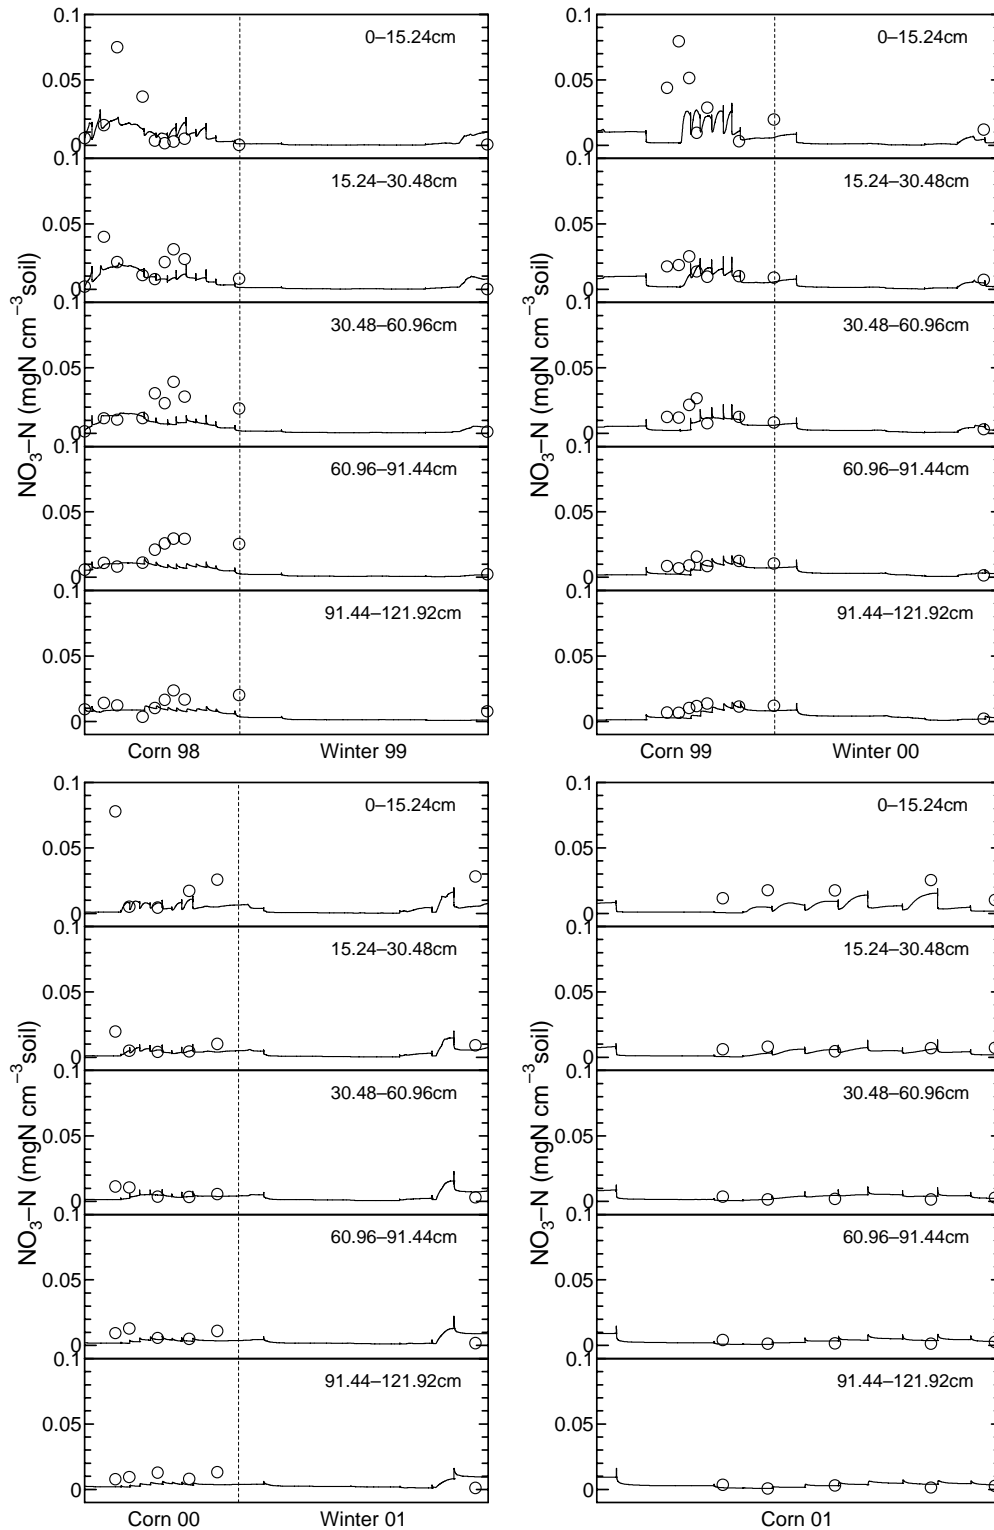 0.1
0–15.24cm
0.05
0
0.1
15.24–30.48cm
0.05
0
0.1
30.48–60.96cm
0.05
0
0.1
60.96–91.44cm
0.05
0
0.1
91.44–121.92cm
0.05
0
NO₃–N (mgN cm⁻³soil)
Corn 98 Winter 99
0.1
0–15.24cm
0.05
0
0.1
15.24–30.48cm
0.05
0
0.1
30.48–60.96cm
0.05
0
0.1
60.96–91.44cm
0.05
0
0.1
91.44–121.92cm
0.05
0
NO₃–N (mgN cm⁻³soil)
Corn 99 Winter 00
0.1
0–15.24cm
0.05
0
0.1
15.24–30.48cm
0.05
0
0.1
30.48–60.96cm
0.05
0
0.1
60.96–91.44cm
0.05
0
0.1
91.44–121.92cm
0.05
0
NO₃–N (mgN cm⁻³soil)
Corn 00 Winter 01
0.1
0–15.24cm
0.05
0
0.1
15.24–30.48cm
0.05
0
0.1
30.48–60.96cm
0.05
0
0.1
60.96–91.44cm
0.05
0
0.1
91.44–121.92cm
0.05
0
NO₃–N (mgN cm⁻³soil)
Corn 01